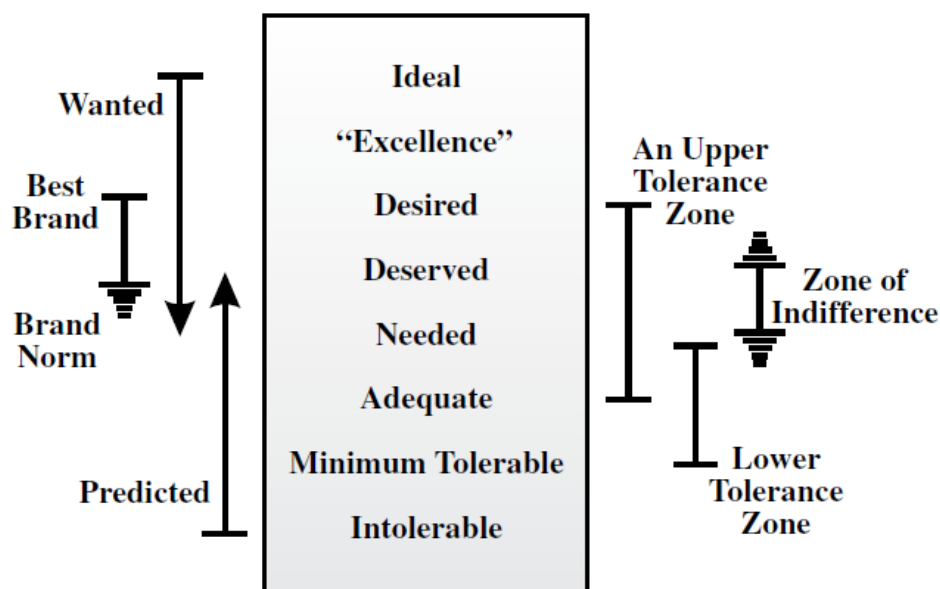 Wanted
Best
Brand
Brand
Norm
Predicted
Ideal
“Excellence”
Desired
Deserved
Needed
Adequate
Minimum Tolerable
Intolerable
An Upper
Tolerance
Zone
Zone of
Indifference
Lower
Tolerance
Zone